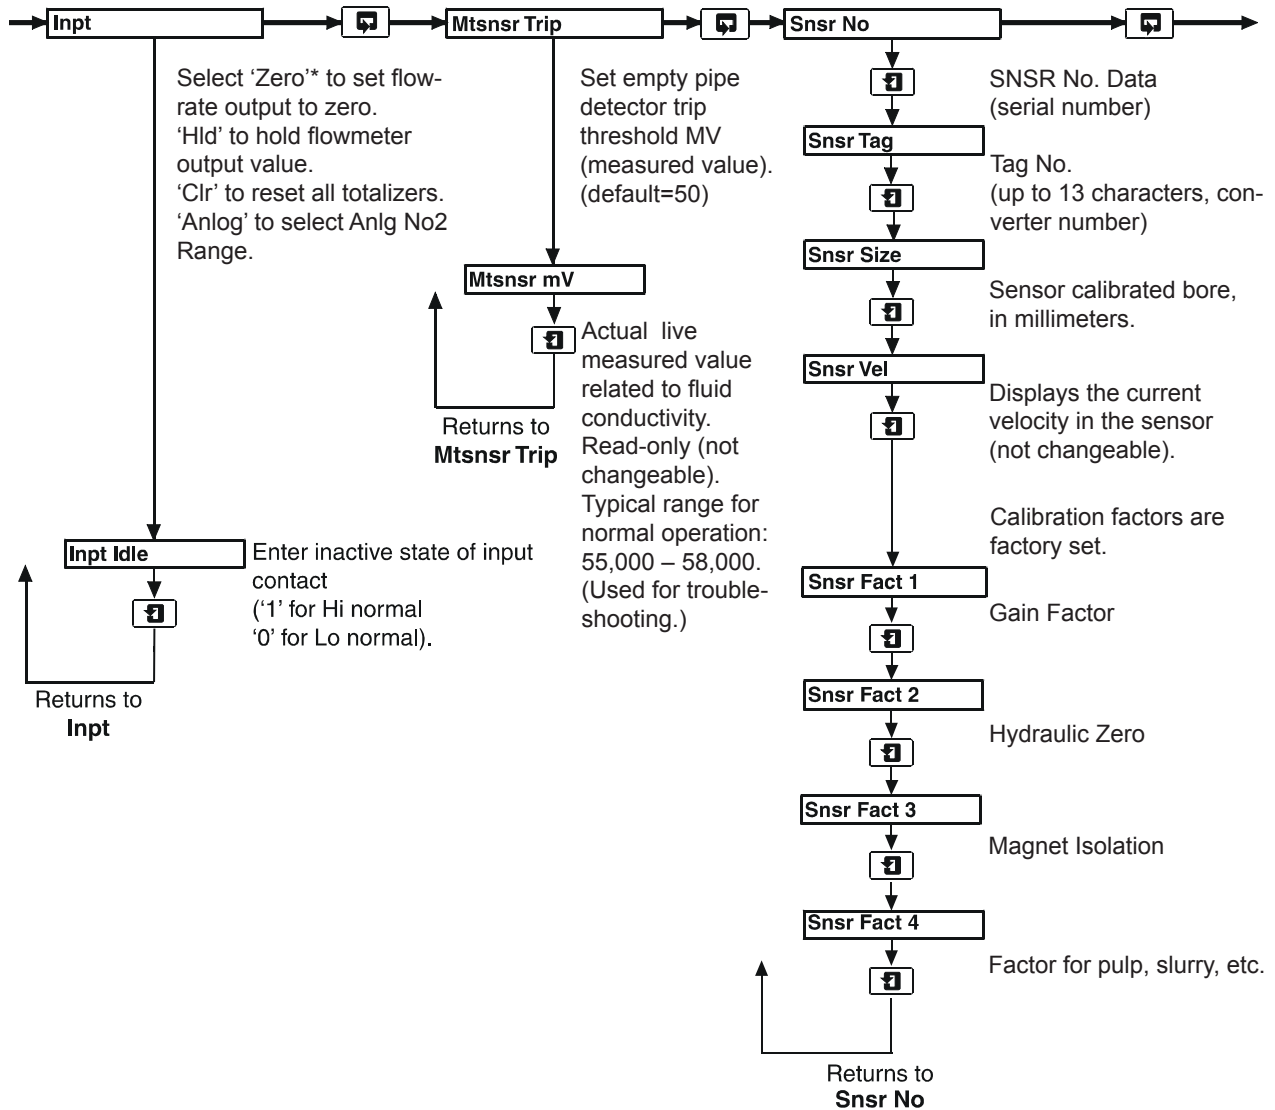 Inpt
Mtsnsr Trip
Snsr No
Select ‘Zero’* to set flow-
rate output to zero.
‘Hld’ to hold flowmeter
output value.
‘Clr’ to reset all totalizers.
‘Anlog’ to select Anlg No2
Range.
Inpt Idle
Enter inactive state of input
contact
(‘1’ for Hi normal
‘0’ for Lo normal).
Returns to
Inpt
Set empty pipe
detector trip
threshold MV
(measured value).
(default=50)
Mtsnsr mV
Actual live
measured value
related to fluid
conductivity.
Read-only (not
changeable).
Typical range for
normal operation:
55,000 – 58,000.
(Used for trouble-
shooting.)
Returns to
Mtsnsr Trip
SNSR No. Data
(serial number)
Snsr Tag
Tag No.
(up to 13 characters, con-
verter number)
Snsr Size
Sensor calibrated bore,
in millimeters.
Snsr Vel
Displays the current
velocity in the sensor
(not changeable).
Calibration factors are
factory set.
Snsr Fact 1
Gain Factor
Snsr Fact 2
Hydraulic Zero
Snsr Fact 3
Magnet Isolation
Snsr Fact 4
Factor for pulp, slurry, etc.
Returns to
Snsr No